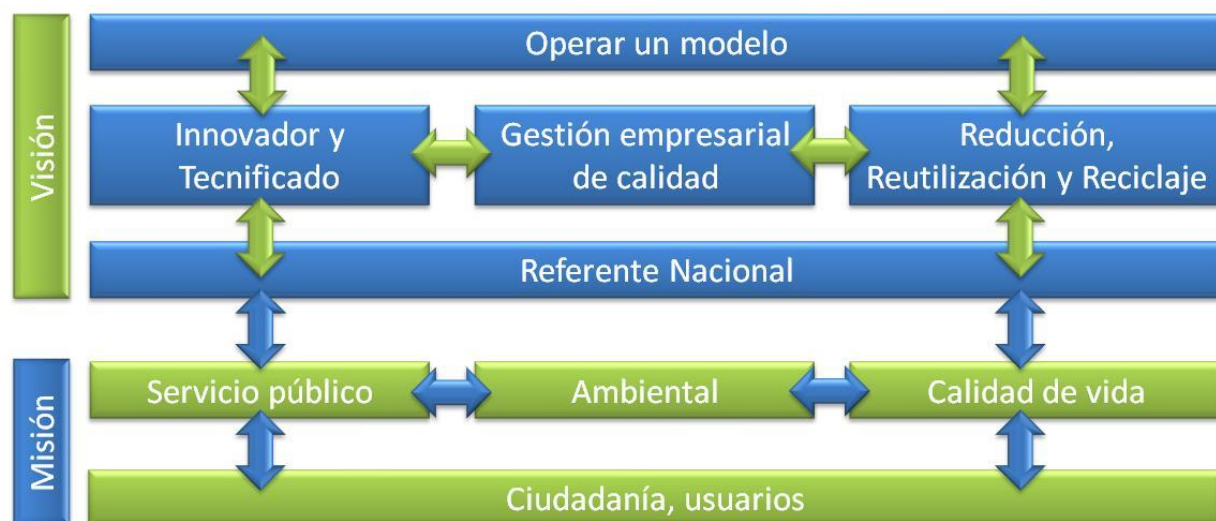 Visión
Operar un modelo
Innovador y
Tecnificado
Gestión empresarial
de calidad
Reducción,
Reutilización y Reciclaje
Referente Nacional
Misión
Servicio público
Ambiental
Calidad de vida
Ciudadanía, usuarios